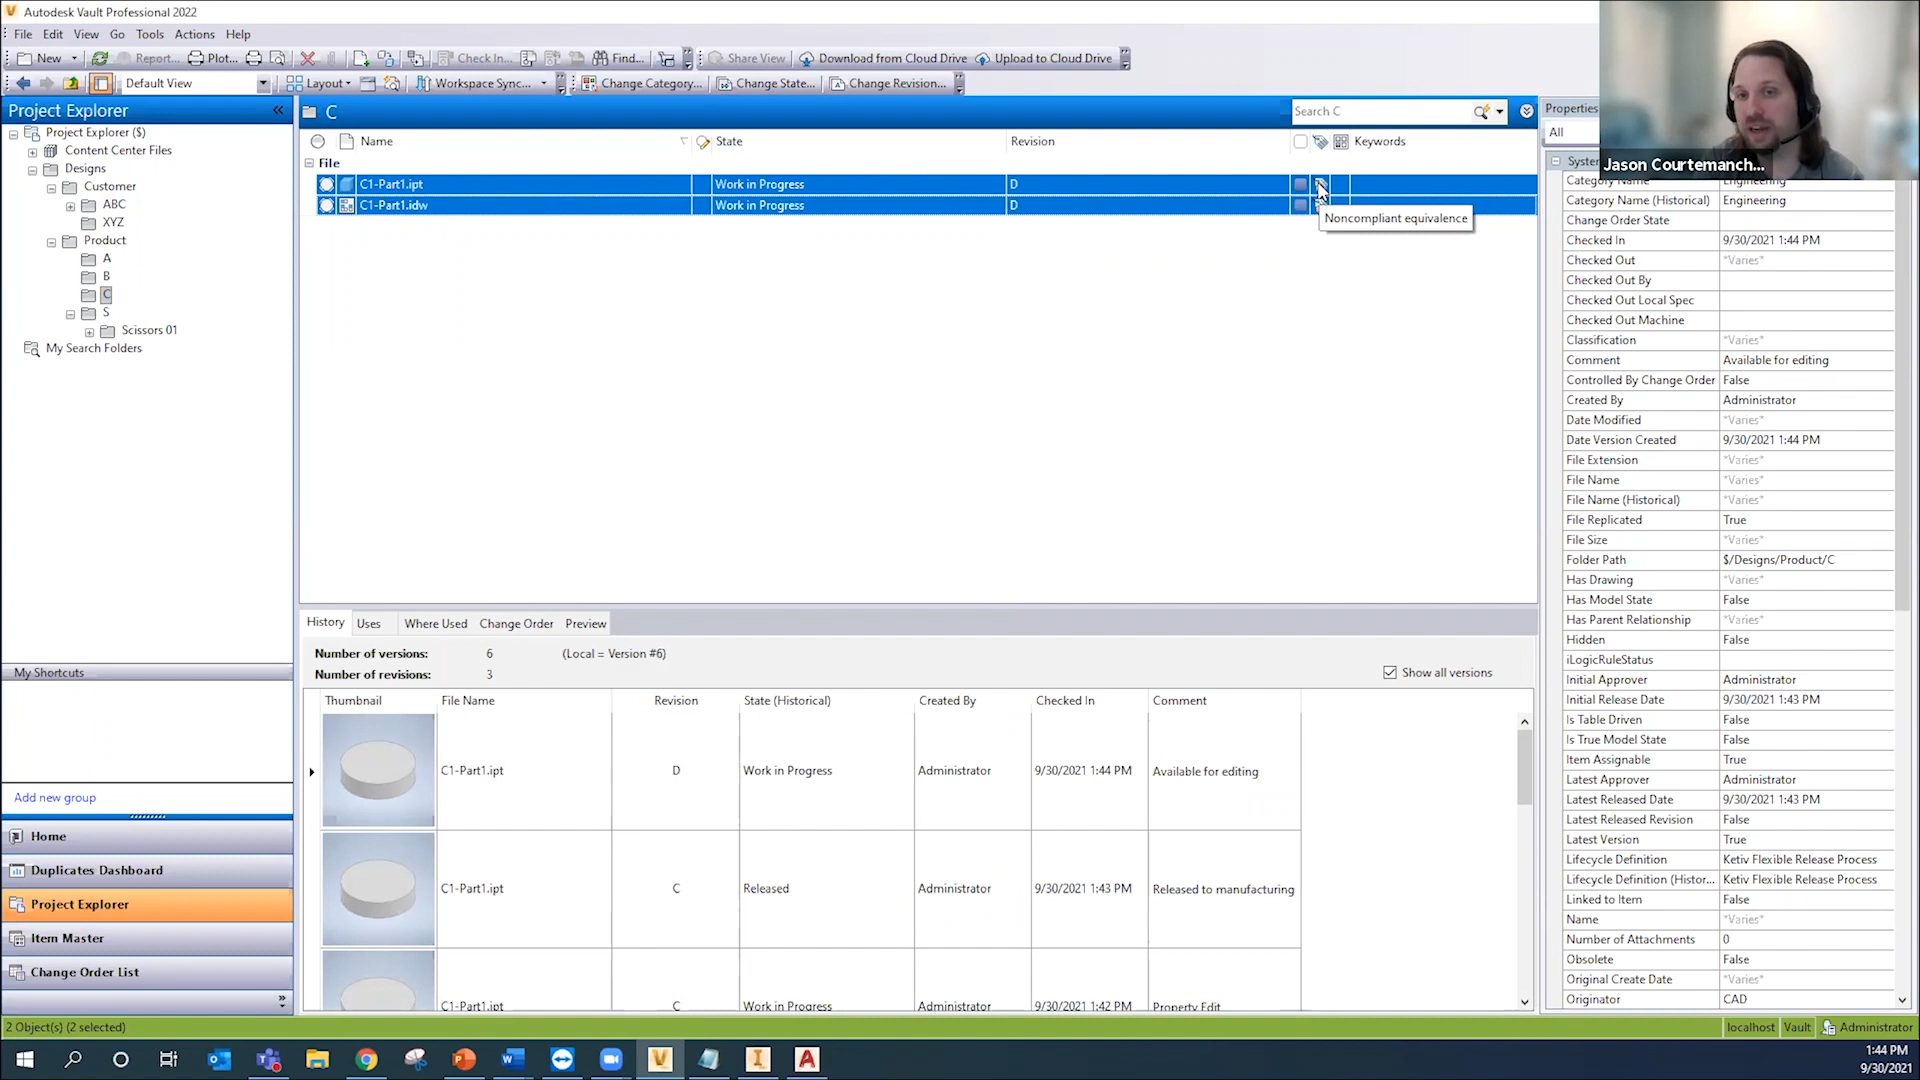 Autodesk Vault Professional 2022
File Edit View Go Tools Actions Help
New Report... Plot... Check In... Find... Share View Download from Cloud Drive Upload to Cloud Drive
Default View Layout Workspace Sync... Change Category... Change State... Change Revision...
Project Explorer
Project Explorer ($)
Content Center Files
Designs
Customer
ABC
XYZ
Product
A
B
C
S
Scissors 01
My Search Folders
My Shortcuts
Add new group
Home
Duplicates Dashboard
Project Explorer
Item Master
Change Order List
C
Search C
Name State Revision Keywords
File
C1-Part1.ipt Work in Progress D
C1-Part1.idw Work in Progress D
Noncompliant equivalence
History Uses Where Used Change Order Preview
Number of versions: 6 (Local = Version #6)
Number of revisions: 3
Show all versions
Thumbnail File Name Revision State (Historical) Created By Checked In Comment
C1-Part1.ipt D Work in Progress Administrator 9/30/2021 1:44 PM Available for editing
C1-Part1.ipt C Released Administrator 9/30/2021 1:43 PM Released to manufacturing
C1-Part1.ipt C Work in Progress Administrator 9/30/2021 1:42 PM Property Edit
Properties
All
Jason Courtemanch...
System
Category Name Engineering
Category Name (Historical) Engineering
Change Order State
Checked In 9/30/2021 1:44 PM
Checked Out *Varies*
Checked Out By
Checked Out Local Spec
Checked Out Machine
Classification *Varies*
Comment Available for editing
Controlled By Change Order False
Created By Administrator
Date Modified *Varies*
Date Version Created 9/30/2021 1:44 PM
File Extension *Varies*
File Name *Varies*
File Name (Historical) *Varies*
File Replicated True
File Size *Varies*
Folder Path $/Designs/Product/C
Has Drawing *Varies*
Has Model State False
Has Parent Relationship *Varies*
Hidden False
iLogicRuleStatus
Initial Approver Administrator
Initial Release Date 9/30/2021 1:43 PM
Is Table Driven False
Is True Model State False
Item Assignable True
Latest Approver Administrator
Latest Released Date 9/30/2021 1:43 PM
Latest Released Revision False
Latest Version True
Lifecycle Definition Ketiv Flexible Release Process
Lifecycle Definition (Histor... Ketiv Flexible Release Process
Linked to Item False
Name *Varies*
Number of Attachments 0
Obsolete False
Original Create Date *Varies*
Originator CAD
2 Object(s) (2 selected)
localhost Vault Administrator
1:44 PM
9/30/2021